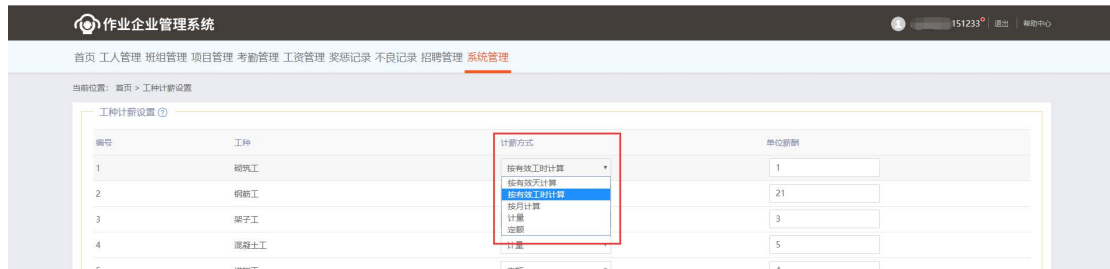 作业企业管理系统
151233 退出 帮助中心
首页 工人管理 班组管理 项目管理 考勤管理 工资管理 奖惩记录 不良记录 招聘管理 系统管理
当前位置： 首页 > 工种计薪设置
工种计薪设置 ?
编号 工种 计薪方式 单位薪酬
1 砌筑工 按有效工时计算 1
按有效天计算
2 钢筋工 按有效工时计算 21
按月计算
3 架子工 计量 3
定额
4 混凝土工 计量 5